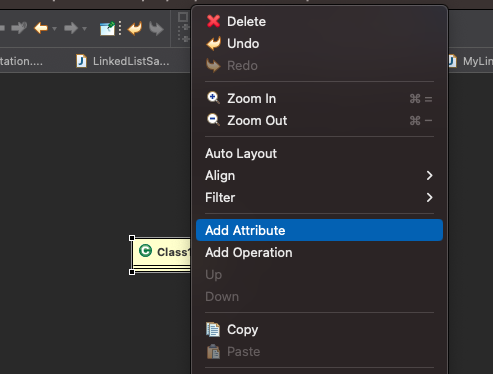 tation....
LinkedListSa...
MyLin
Class1
Delete
Undo
Redo
Zoom In ⌘ =
Zoom Out ⌘ −
Auto Layout
Align
Filter
Add Attribute
Add Operation
Up
Down
Copy
Paste